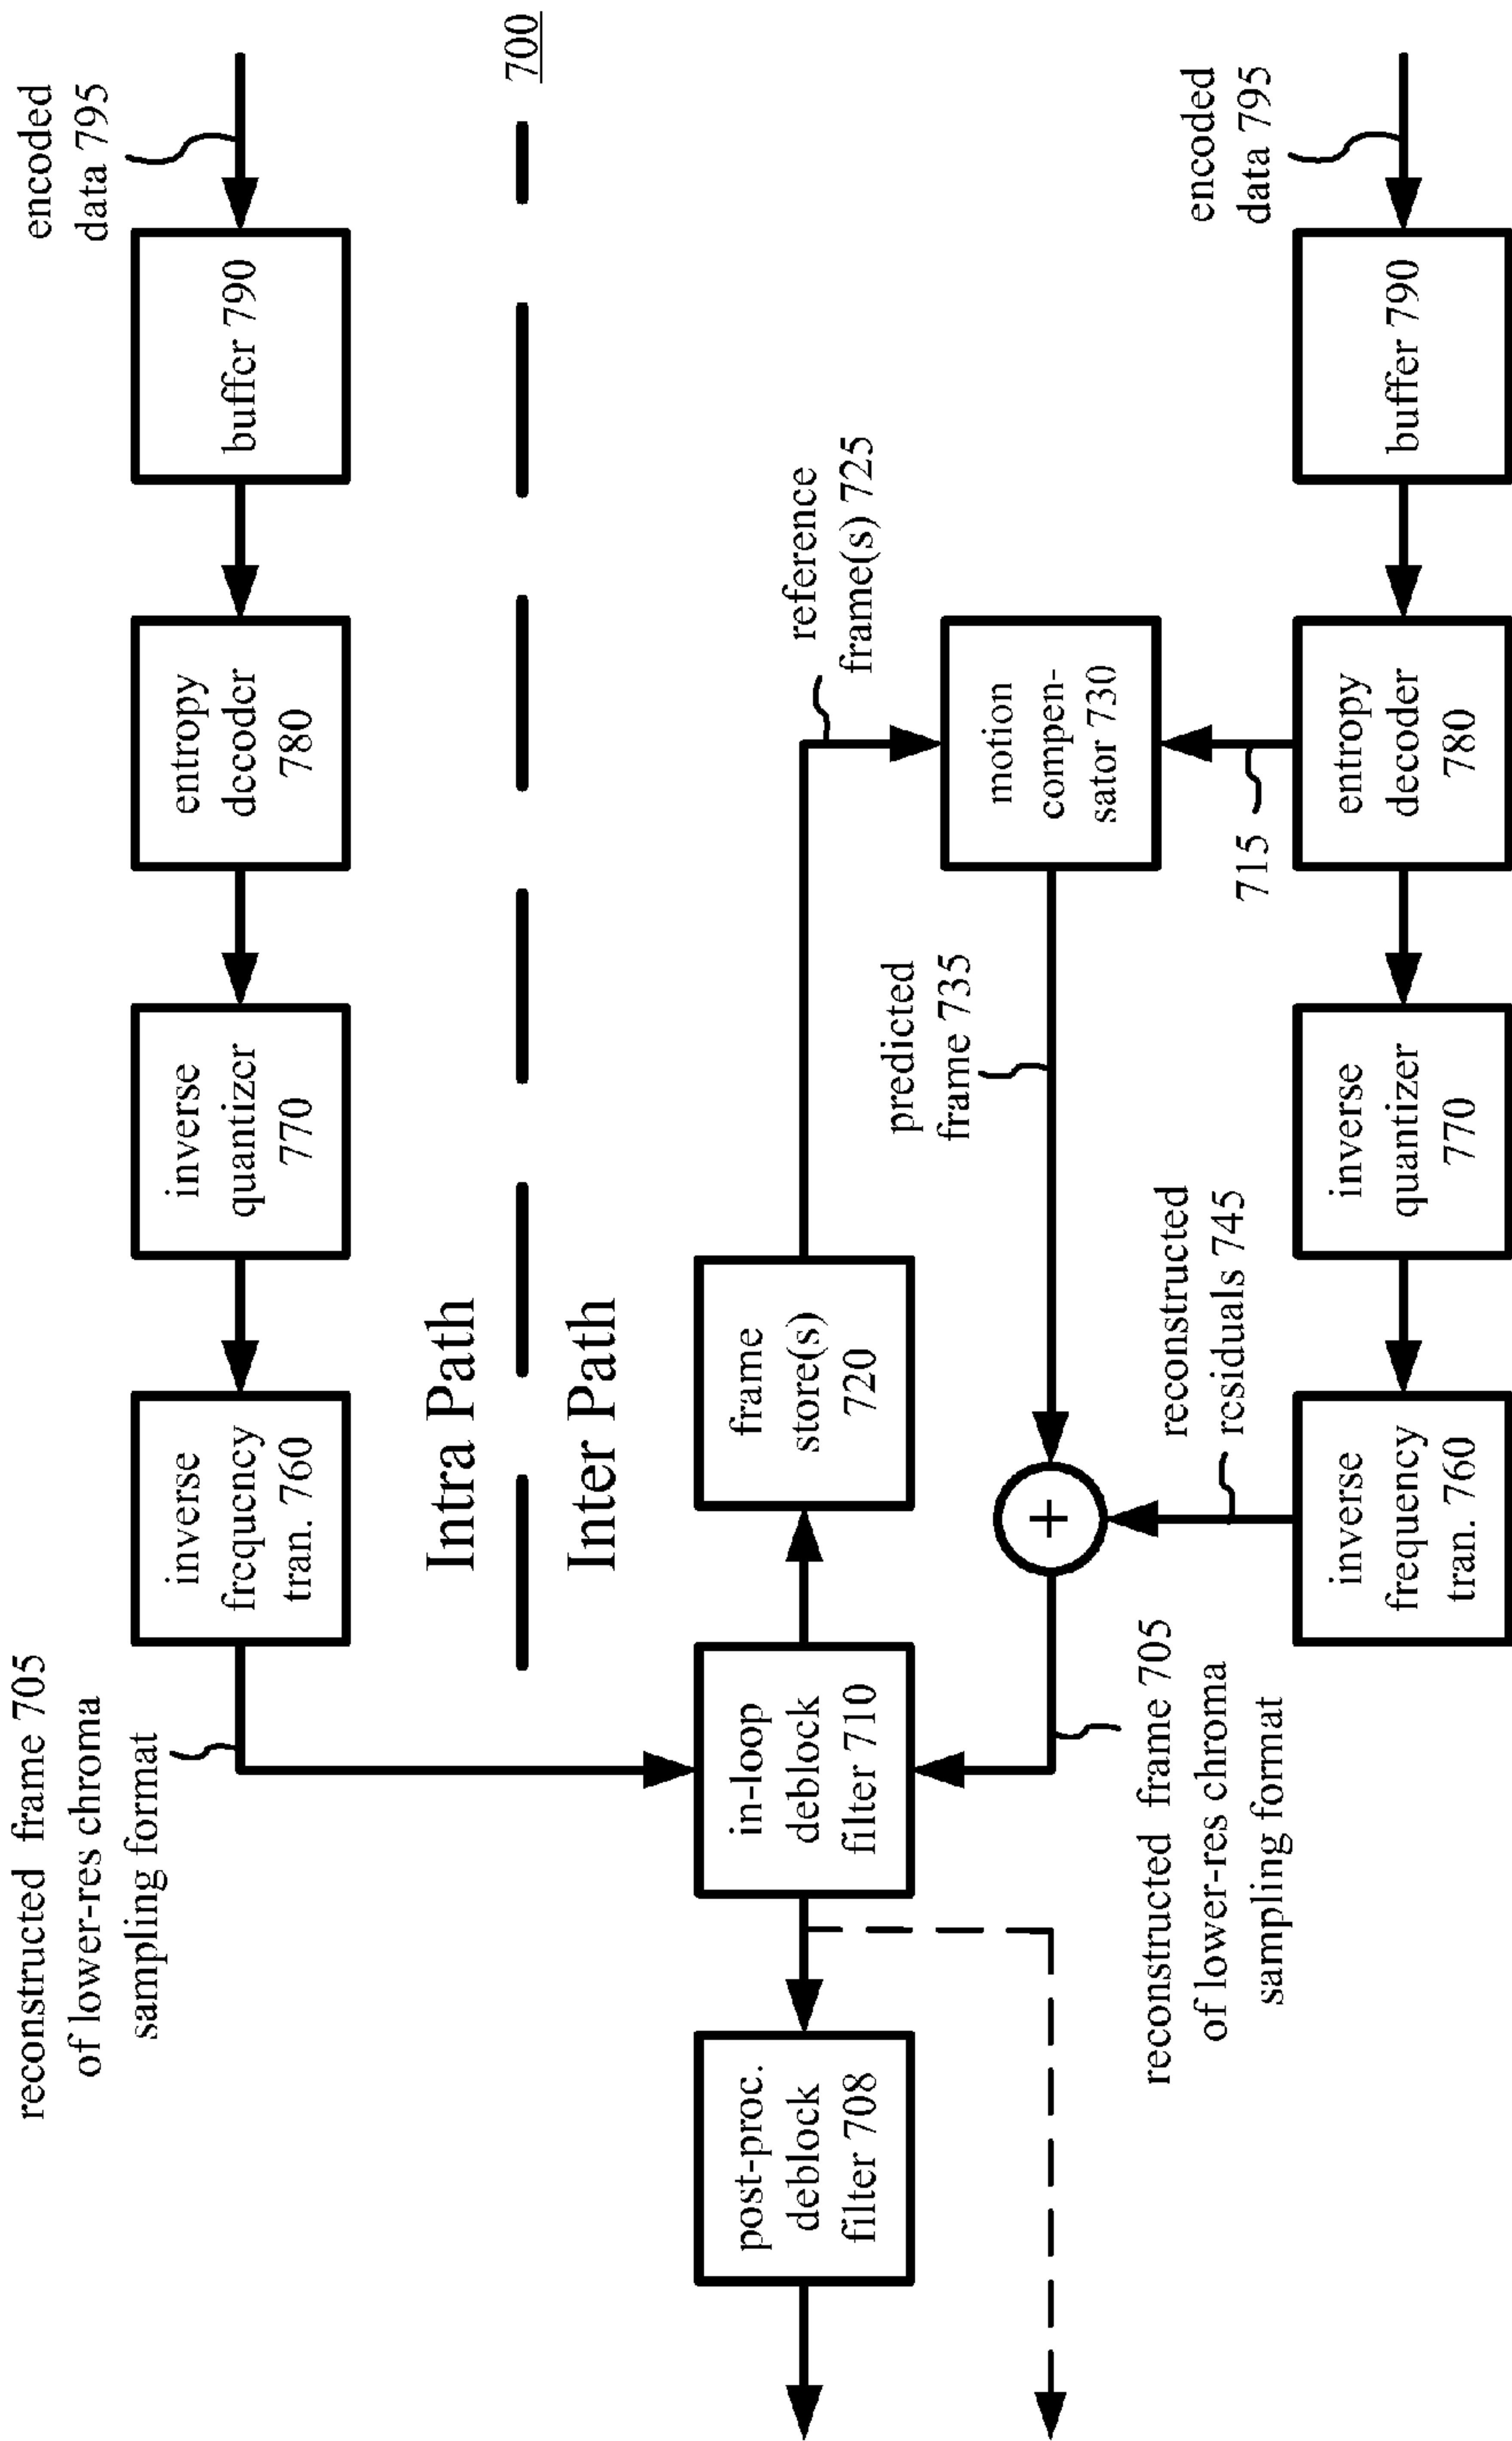 700
reconstructed frame 705
of lower-res chroma
sampling format
inverse
frequency
tran. 760
inverse
quantizer
770
entropy
decoder
780
buffer 790
encoded
data 795
Intra Path
Inter Path
post-proc.
deblock
filter 708
in-loop
deblock
filter 710
frame
store(s)
720
reference
frame(s) 725
predicted
frame 735
motion
compen-
sator 730
+
reconstructed frame 705
of lower-res chroma
sampling format
reconstructed
residuals 745
715
encoded
data 795
inverse
frequency
tran. 760
inverse
quantizer
770
entropy
decoder
780
buffer 790